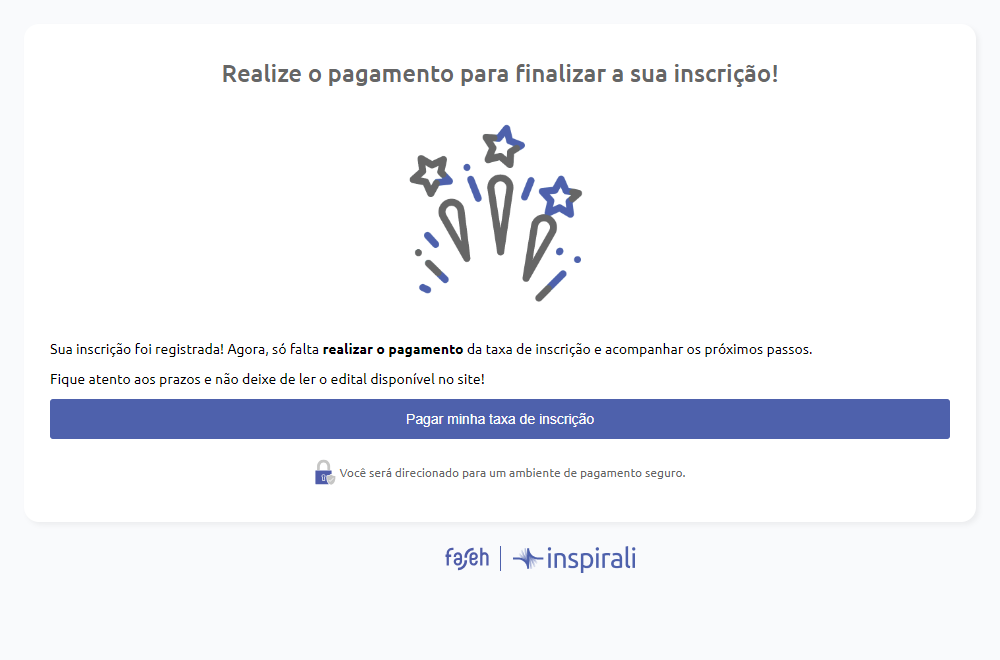 Realize o pagamento para finalizar a sua inscrição!
Sua inscrição foi registrada! Agora, só falta realizar o pagamento da taxa de inscrição e acompanhar os próximos passos.
Fique atento aos prazos e não deixe de ler o edital disponível no site!
Pagar minha taxa de inscrição
Você será direcionado para um ambiente de pagamento seguro.
faseh | inspirali